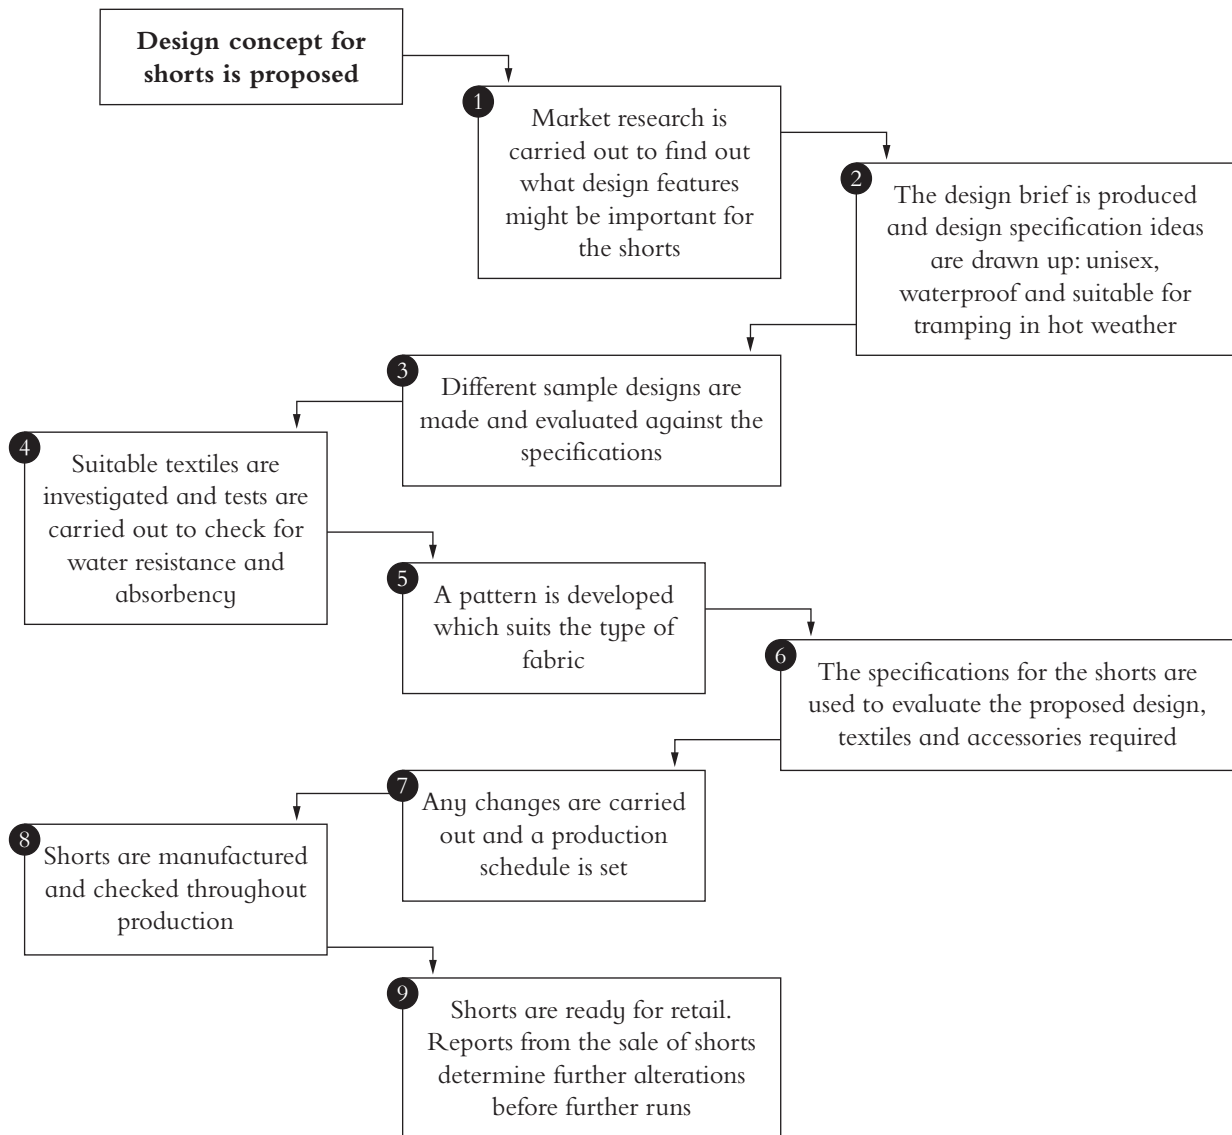 Design concept for
shorts is proposed
1
Market research is
carried out to find out
what design features
might be important for
the shorts
2
The design brief is produced
and design specification ideas
are drawn up: unisex,
waterproof and suitable for
tramping in hot weather
3
Different sample designs are
made and evaluated against the
specifications
4
Suitable textiles are
investigated and tests are
carried out to check for
water resistance and
absorbency
5
A pattern is developed
which suits the type of
fabric
6
The specifications for the shorts are
used to evaluate the proposed design,
textiles and accessories required
7
Any changes are carried
out and a production
schedule is set
8
Shorts are manufactured
and checked throughout
production
9
Shorts are ready for retail.
Reports from the sale of shorts
determine further alterations
before further runs